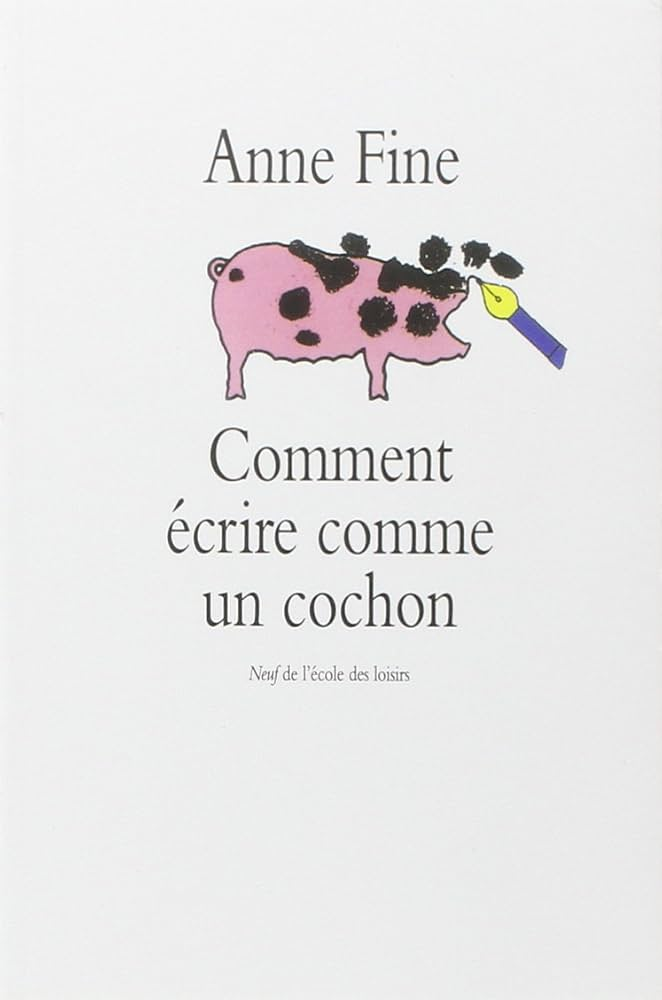 Anne Fine
Comment
écrire comme
un cochon
Neuf de l'école des loisirs